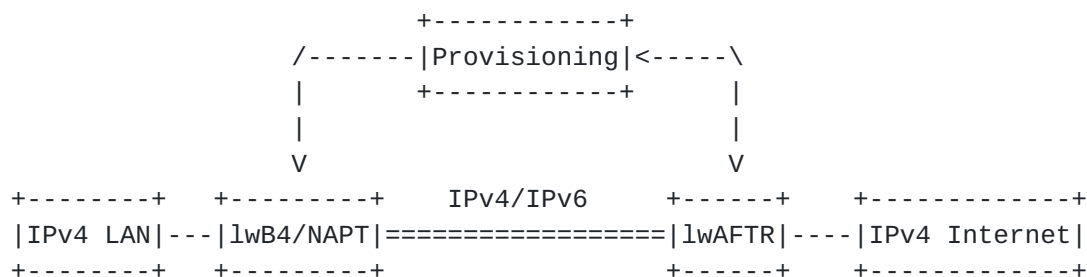 Provisioning
IPv4/IPv6
IPv4 LAN lwB4/NAPT lwAFTR IPv4 Internet